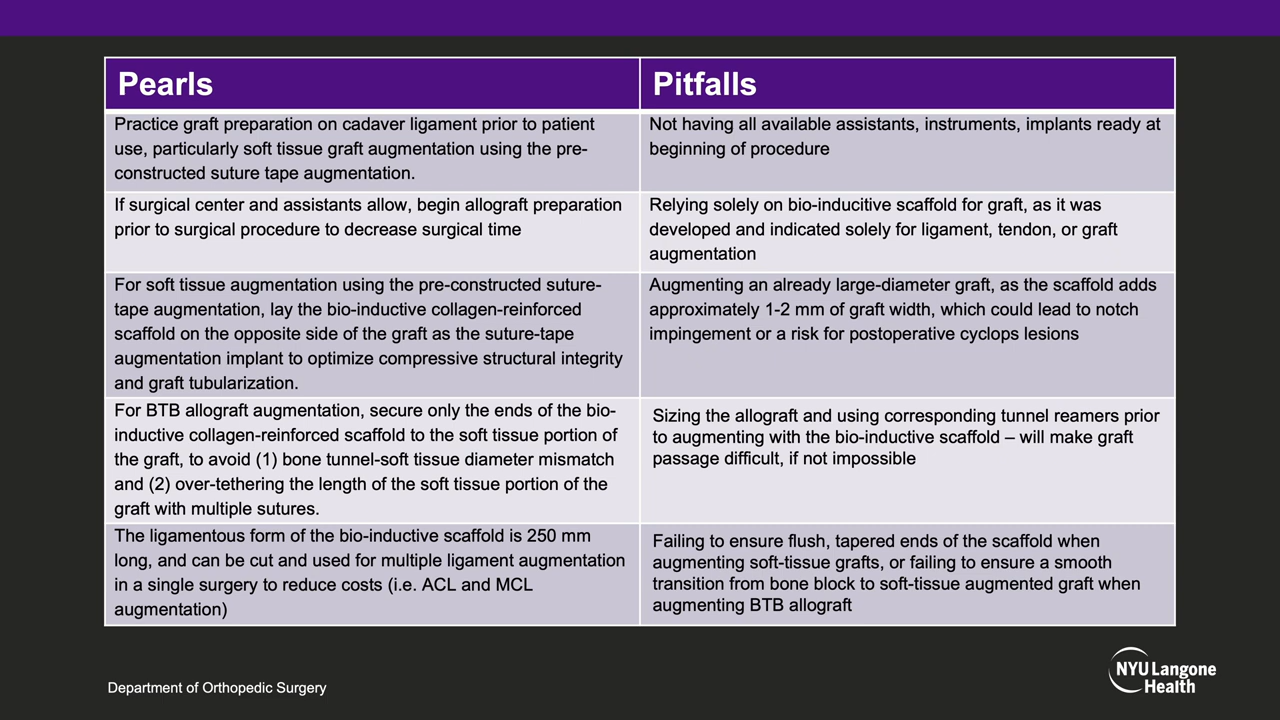 Pearls
Pitfalls
Practice graft preparation on cadaver ligament prior to patient
use, particularly soft tissue graft augmentation using the pre-
constructed suture tape augmentation.
Not having all available assistants, instruments, implants ready at
beginning of procedure
If surgical center and assistants allow, begin allograft preparation
prior to surgical procedure to decrease surgical time
Relying solely on bio-inducitive scaffold for graft, as it was
developed and indicated solely for ligament, tendon, or graft
augmentation
For soft tissue augmentation using the pre-constructed suture-
tape augmentation, lay the bio-inductive collagen-reinforced
scaffold on the opposite side of the graft as the suture-tape
augmentation implant to optimize compressive structural integrity
and graft tubularization.
Augmenting an already large-diameter graft, as the scaffold adds
approximately 1-2 mm of graft width, which could lead to notch
impingement or a risk for postoperative cyclops lesions
For BTB allograft augmentation, secure only the ends of the bio-
inductive collagen-reinforced scaffold to the soft tissue portion of
the graft, to avoid (1) bone tunnel-soft tissue diameter mismatch
and (2) over-tethering the length of the soft tissue portion of the
graft with multiple sutures.
Sizing the allograft and using corresponding tunnel reamers prior
to augmenting with the bio-inductive scaffold – will make graft
passage difficult, if not impossible
The ligamentous form of the bio-inductive scaffold is 250 mm
long, and can be cut and used for multiple ligament augmentation
in a single surgery to reduce costs (i.e. ACL and MCL
augmentation)
Failing to ensure flush, tapered ends of the scaffold when
augmenting soft-tissue grafts, or failing to ensure a smooth
transition from bone block to soft-tissue augmented graft when
augmenting BTB allograft
Department of Orthopedic Surgery
NYU Langone
Health